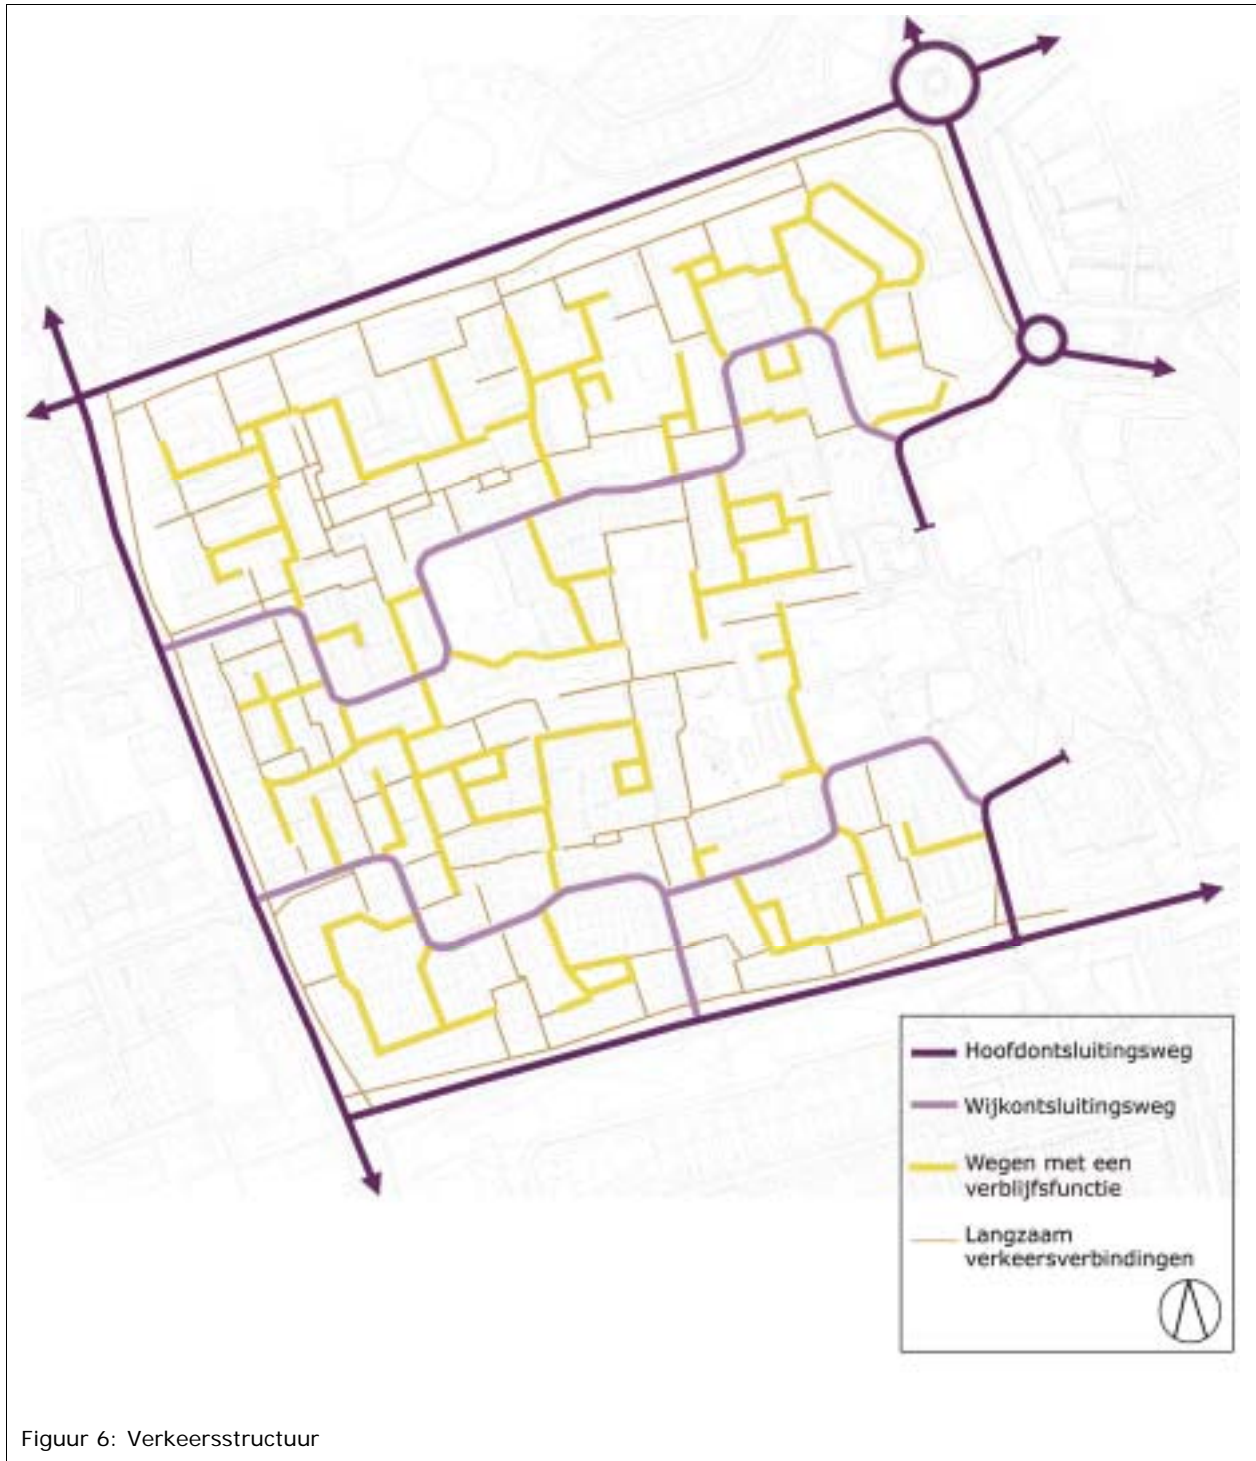 Hoofdontsluitingsweg
Wijkontsluitingsweg
Wegen met een
verblijfsfunctie
Langzaam
verkeersverbindingen
Figuur 6: Verkeersstructuur